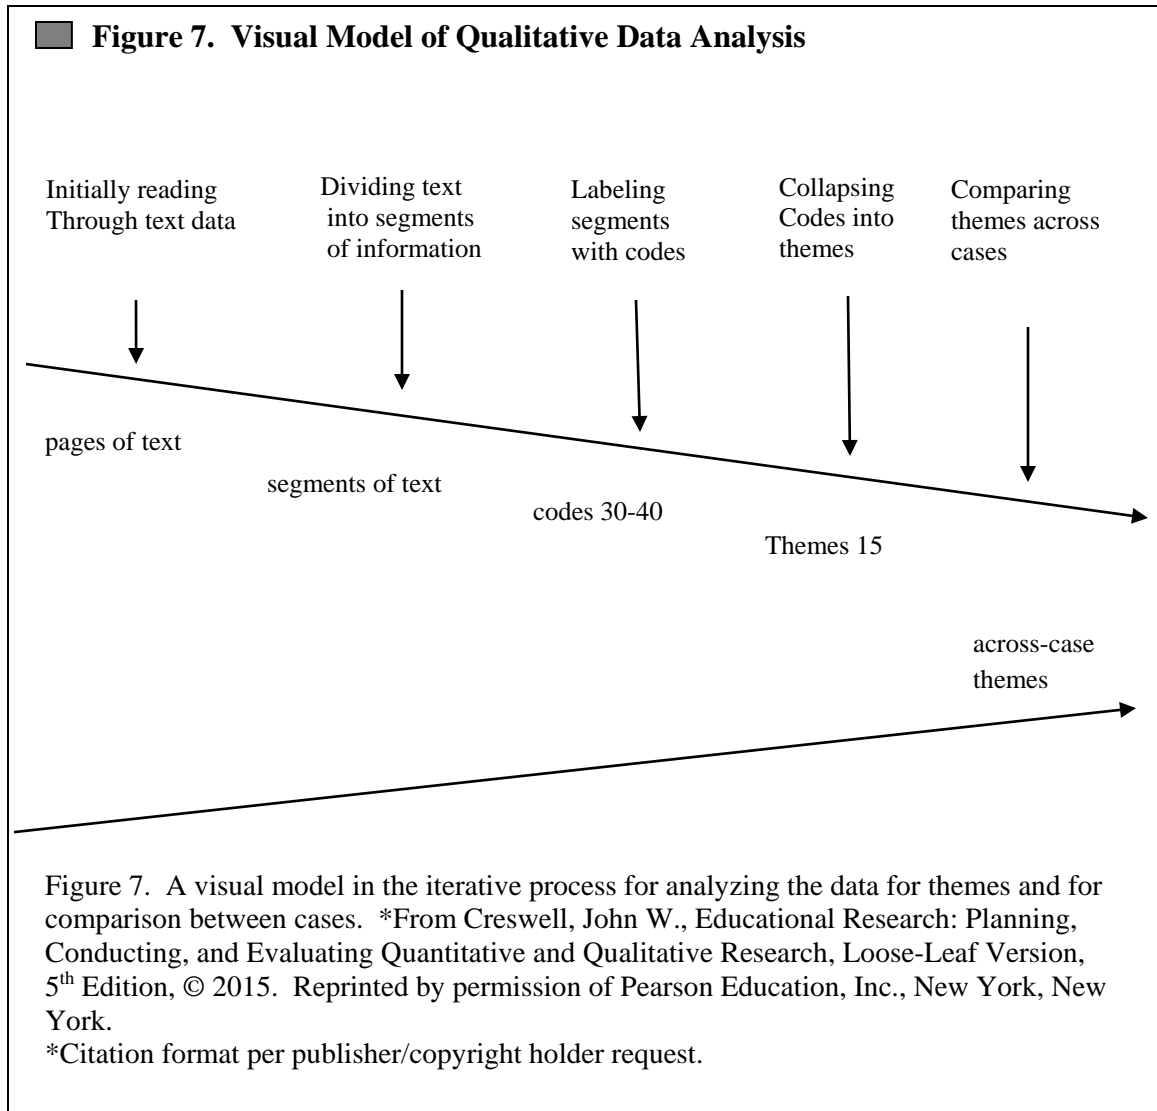 Figure 7.  Visual Model of Qualitative Data Analysis
Initially reading
Through text data
Dividing text
into segments
of information
Labeling
segments
with codes
Collapsing
Codes into
themes
Comparing
themes across
cases
pages of text
segments of text
codes 30-40
Themes 15
across-case
themes
Figure 7.  A visual model in the iterative process for analyzing the data for themes and for
comparison between cases.  *From Creswell, John W., Educational Research: Planning,
Conducting, and Evaluating Quantitative and Qualitative Research, Loose-Leaf Version,
5th Edition, © 2015.  Reprinted by permission of Pearson Education, Inc., New York, New
York.
*Citation format per publisher/copyright holder request.